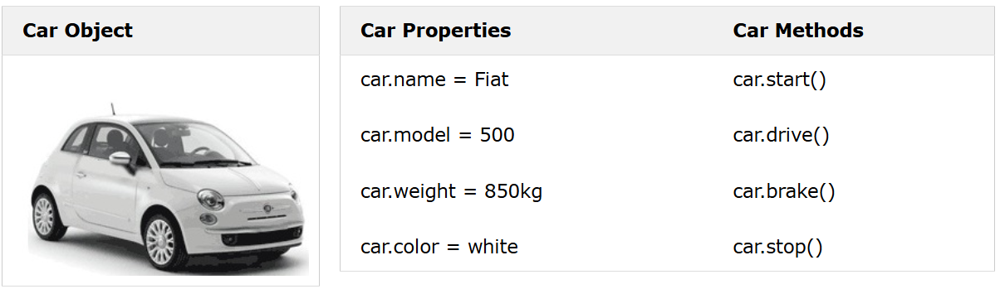 Car Object
Car Properties Car Methods
car.name = Fiat car.start()
car.model = 500 car.drive()
car.weight = 850kg car.brake()
car.color = white car.stop()